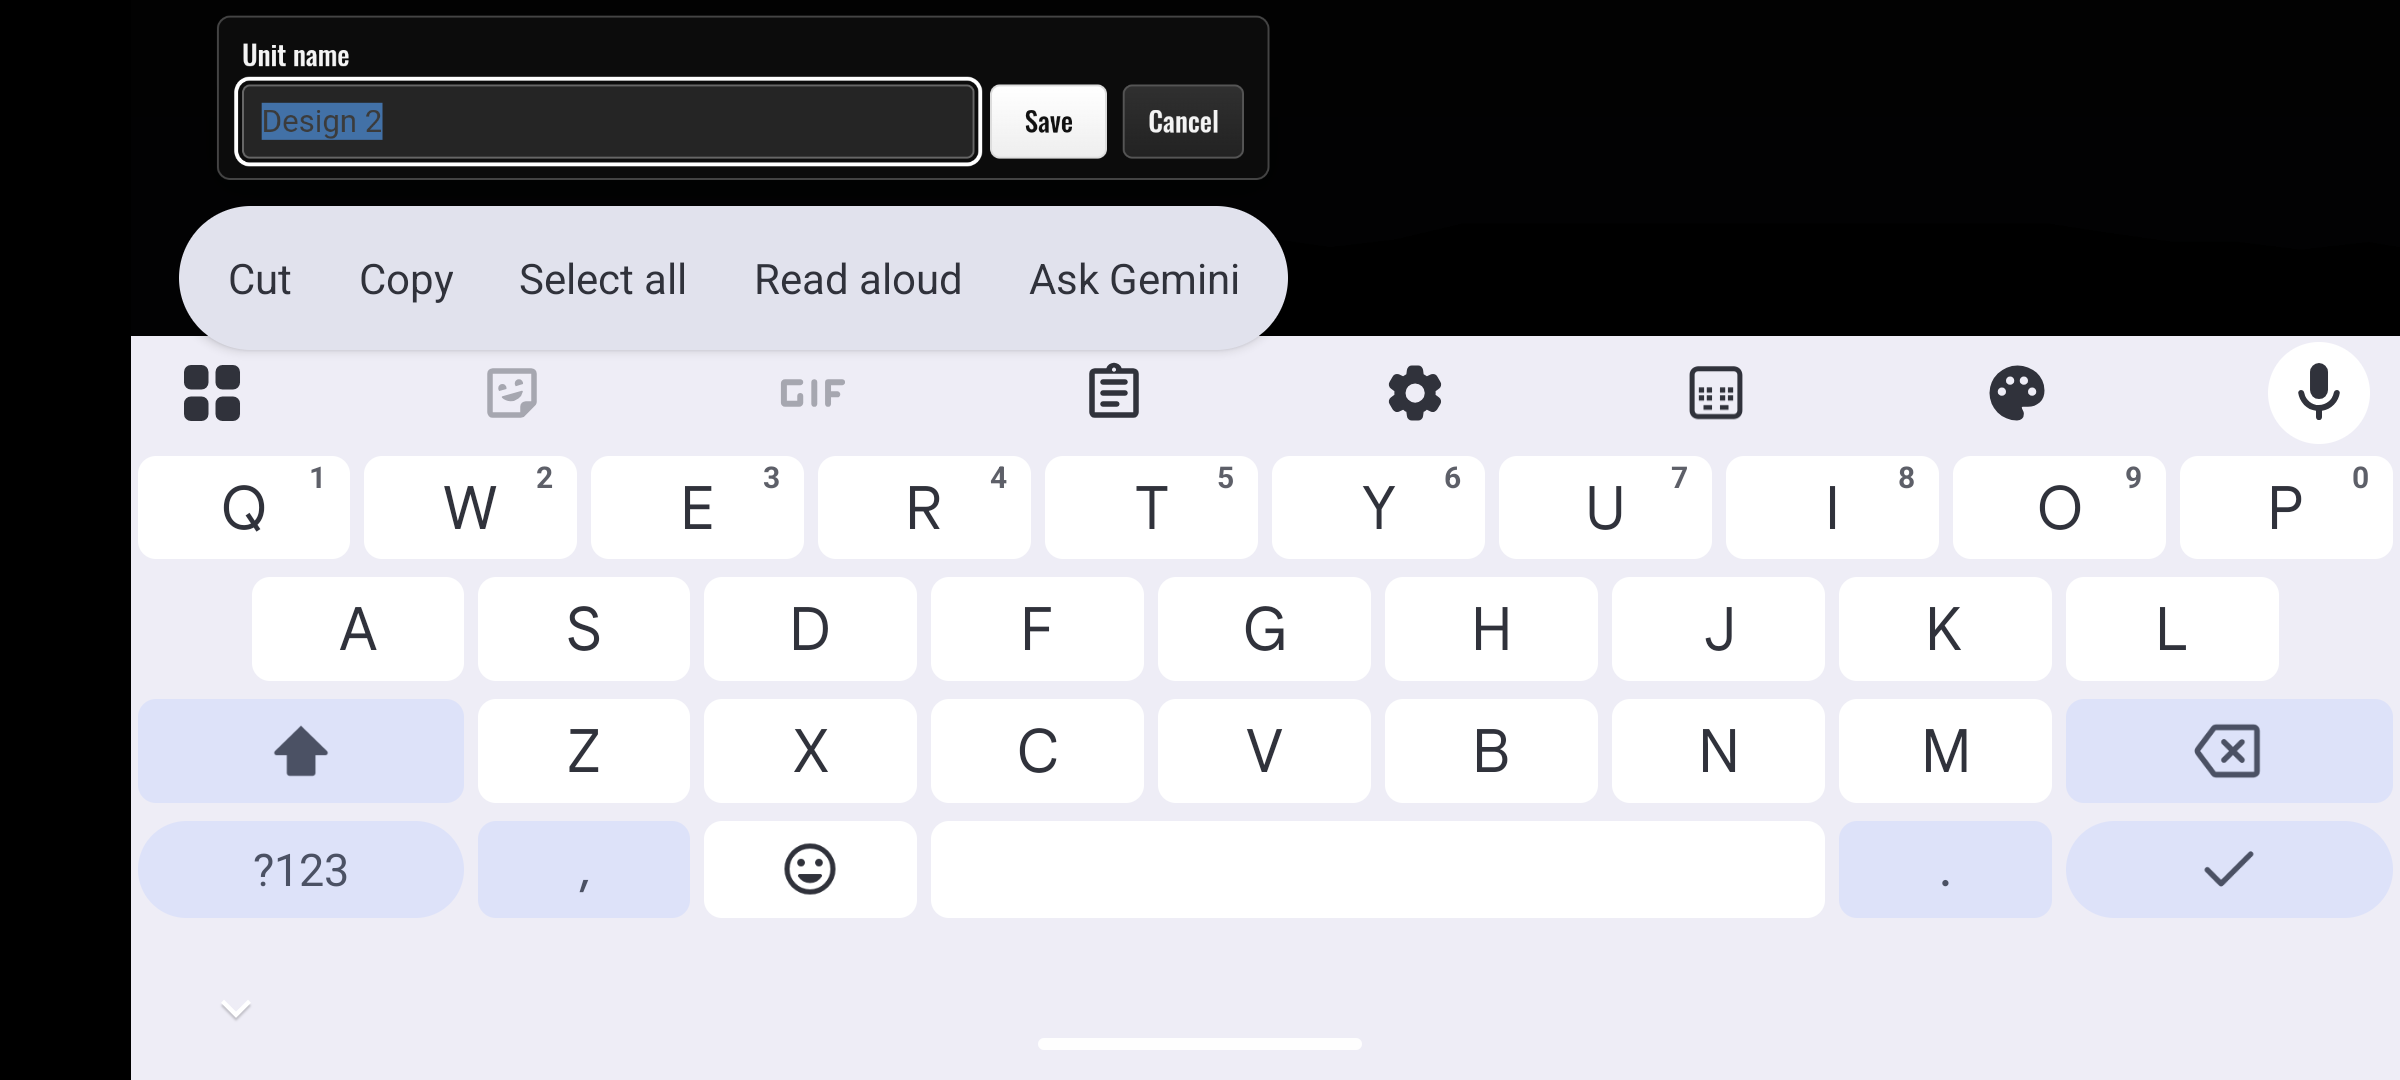 Unit name
Design 2 Save Cancel
Cut Copy Select all Read aloud Ask Gemini
GIF
Q 1 W 2 E 3 R 4 T 5 Y 6 U 7 I 8 O 9 P 0
A S D F G H J K L
Z X C V B N M
?123 , .